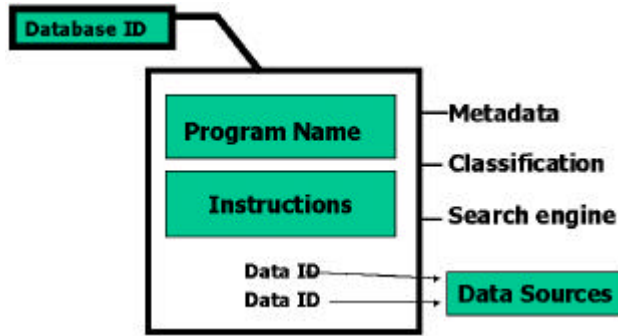 Database ID
Program Name
Metadata
Classification
Instructions
Search engine
Data ID
Data ID
Data Sources